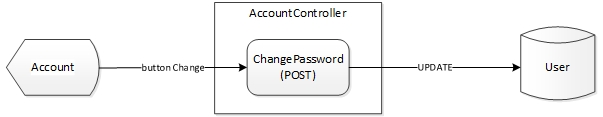 AccountController
Account
button Change
ChangePassword
(POST)
UPDATE
User